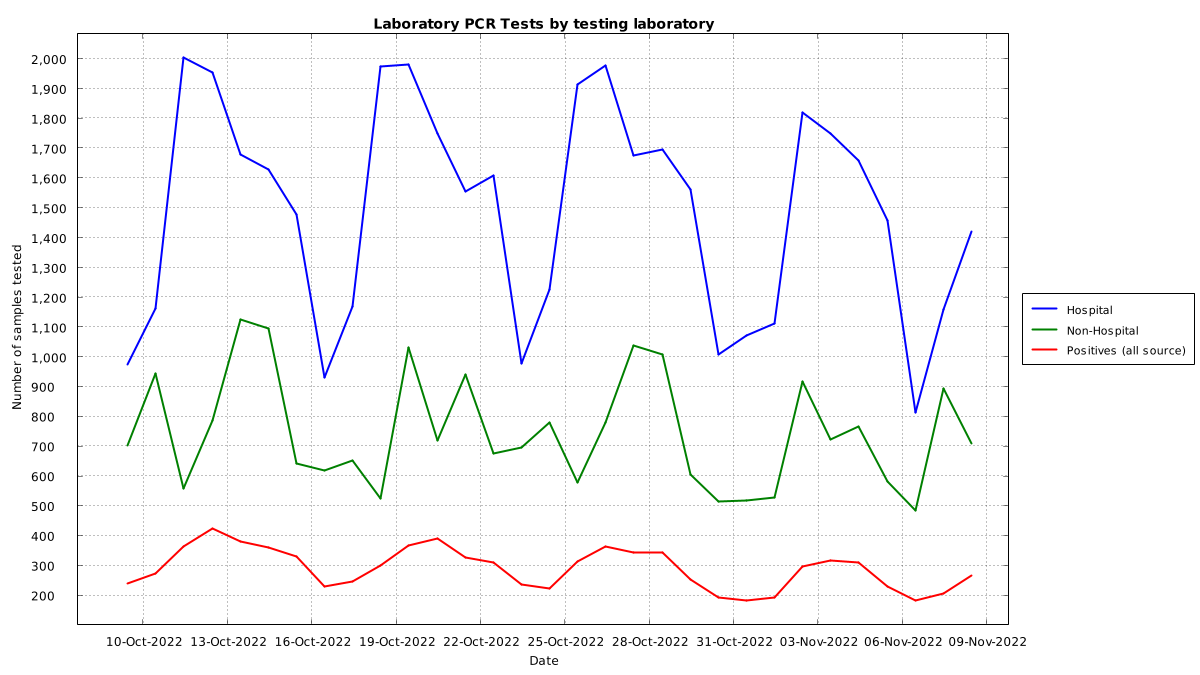 Laboratory PCR Tests by testing laboratory
Number of samples tested
2,000
1,900
1,800
1,700
1,600
1,500
1,400
1,300
1,200
1,100
1,000
900
800
700
600
500
400
300
200
Hospital
Non-Hospital
Positives (all source)
10-Oct-2022 13-Oct-2022 16-Oct-2022 19-Oct-2022 22-Oct-2022 25-Oct-2022 28-Oct-2022 31-Oct-2022 03-Nov-2022 06-Nov-2022 09-Nov-2022
Date